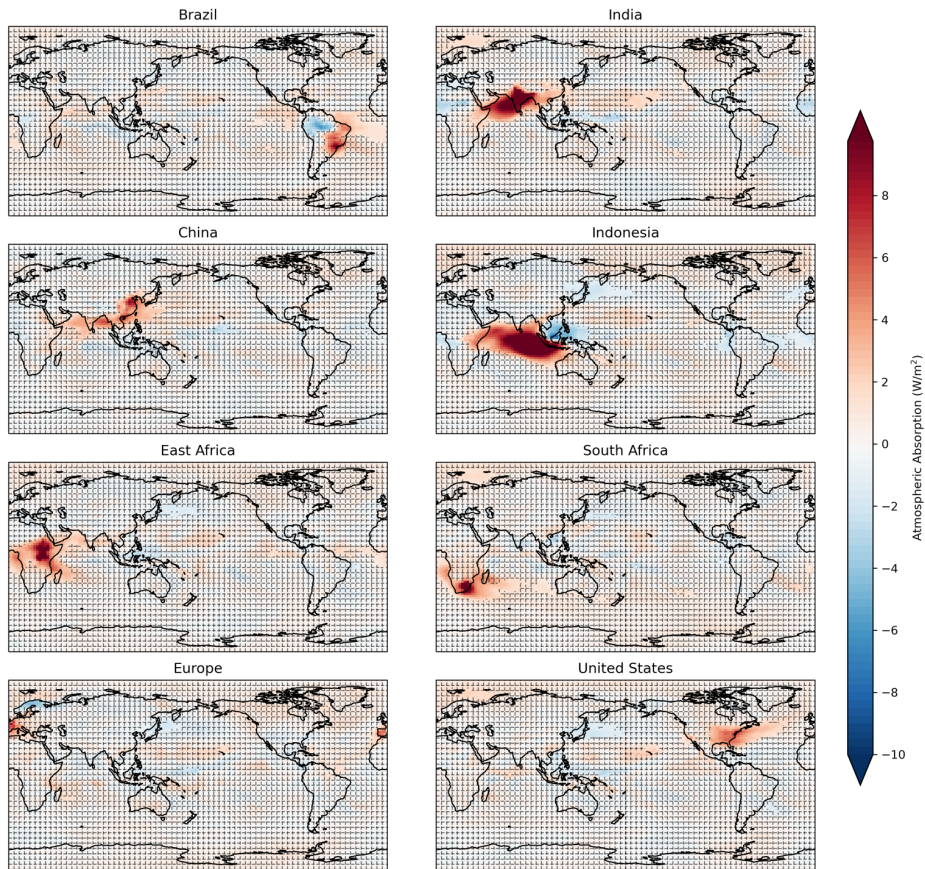 Brazil
India
China
Indonesia
East Africa
South Africa
Europe
United States
8
6
4
2
0
−2
−4
−6
−8
−10
Atmospheric Absorption (W/m²)